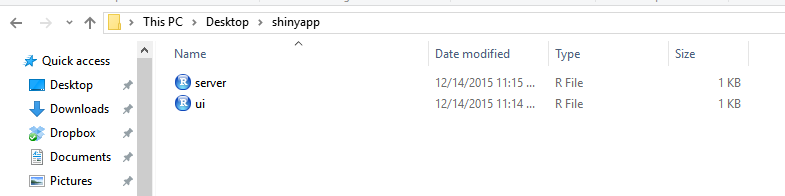 This PC > Desktop > shinyapp
Name Date modified Type Size
Quick access
Desktop
Downloads
Dropbox
Documents
Pictures
R server 12/14/2015 11:15 ... R File 1 KB
R ui 12/14/2015 11:14 ... R File 1 KB